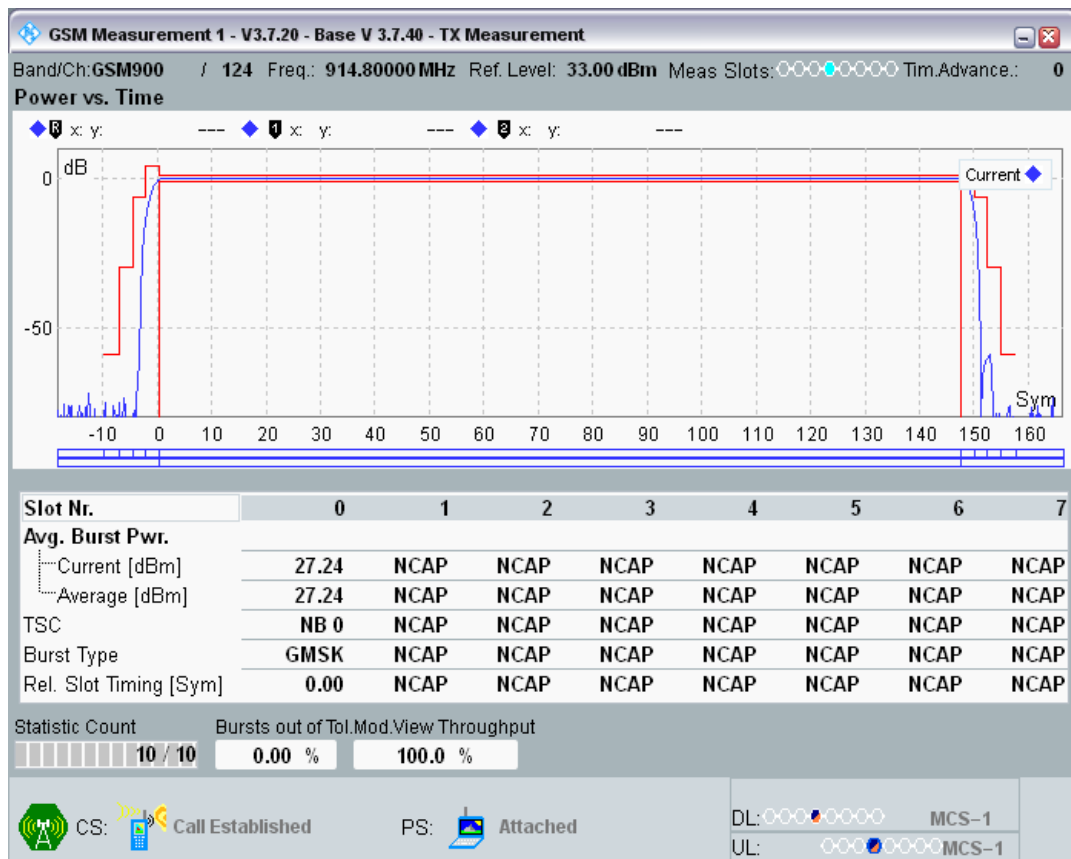 GSM Measurement 1 - V3.7.20 - Base V 3.7.40 - TX Measurement
Band/Ch:GSM900 / 124 Freq.: 914.80000 MHz Ref. Level: 33.00 dBm Meas Slots: Tim.Advance.: 0
Power vs. Time
R x: y: --- 1 x: y: --- 2 x: y: ---
dB
Current
0
-50
Sym
-10 0 10 20 30 40 50 60 70 80 90 100 110 120 130 140 150 160
Slot Nr. 0 1 2 3 4 5 6 7
Avg. Burst Pwr.
Current [dBm] 27.24 NCAP NCAP NCAP NCAP NCAP NCAP NCAP
Average [dBm] 27.24 NCAP NCAP NCAP NCAP NCAP NCAP NCAP
TSC NB 0 NCAP NCAP NCAP NCAP NCAP NCAP NCAP
Burst Type GMSK NCAP NCAP NCAP NCAP NCAP NCAP NCAP
Rel. Slot Timing [Sym] 0.00 NCAP NCAP NCAP NCAP NCAP NCAP NCAP
Statistic Count Bursts out of Tol.Mod.View Throughput
10 / 10 0.00 % 100.0 %
CS: Call Established PS: Attached
DL: MCS-1
UL: MCS-1